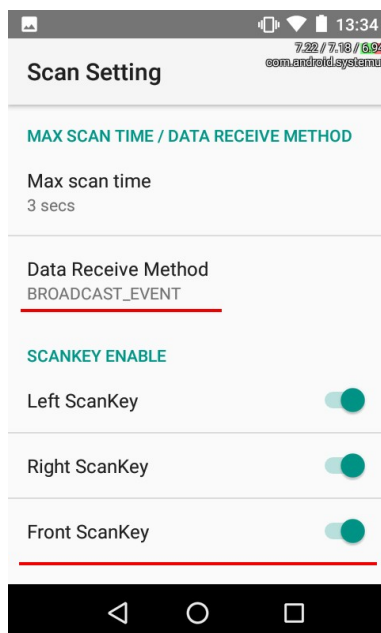 13:34
7.22 / 7.18 / 6.94
com.android.systemu
Scan Setting
MAX SCAN TIME / DATA RECEIVE METHOD
Max scan time
3 secs
Data Receive Method
BROADCAST_EVENT
SCANKEY ENABLE
Left ScanKey
Right ScanKey
Front ScanKey